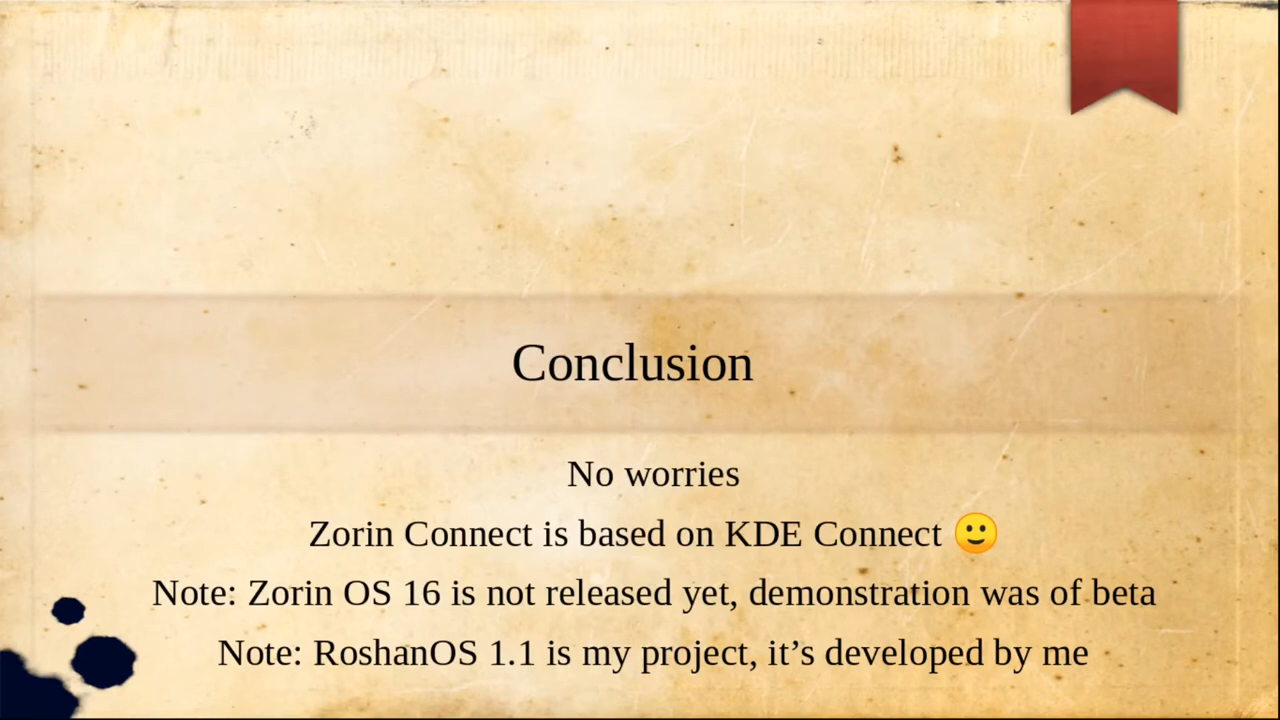 Conclusion
No worries
Zorin Connect is based on KDE Connect 🙂
Note: Zorin OS 16 is not released yet, demonstration was of beta
Note: RoshanOS 1.1 is my project, it’s developed by me